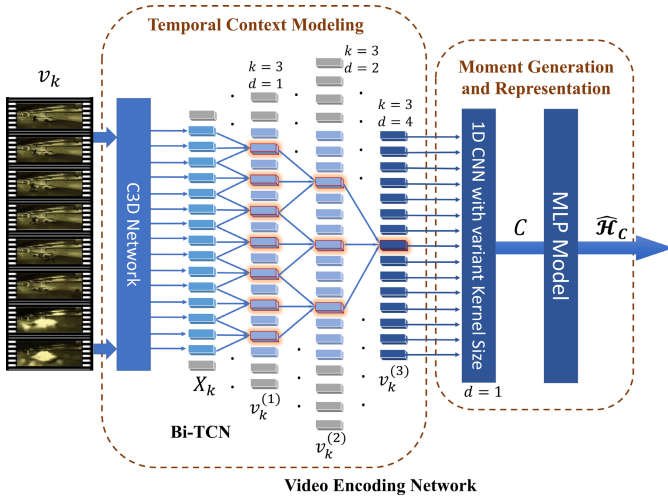 Temporal Context Modeling
v_k
k = 3
d = 1
k = 3
d = 2
k = 3
d = 4
Moment Generation
and Representation
C3D Network
1D CNN with variant Kernel Size
MLP Model
C
Ĥ_C
X_k
v_k^(1)
v_k^(2)
v_k^(3)
d = 1
Bi-TCN
Video Encoding Network